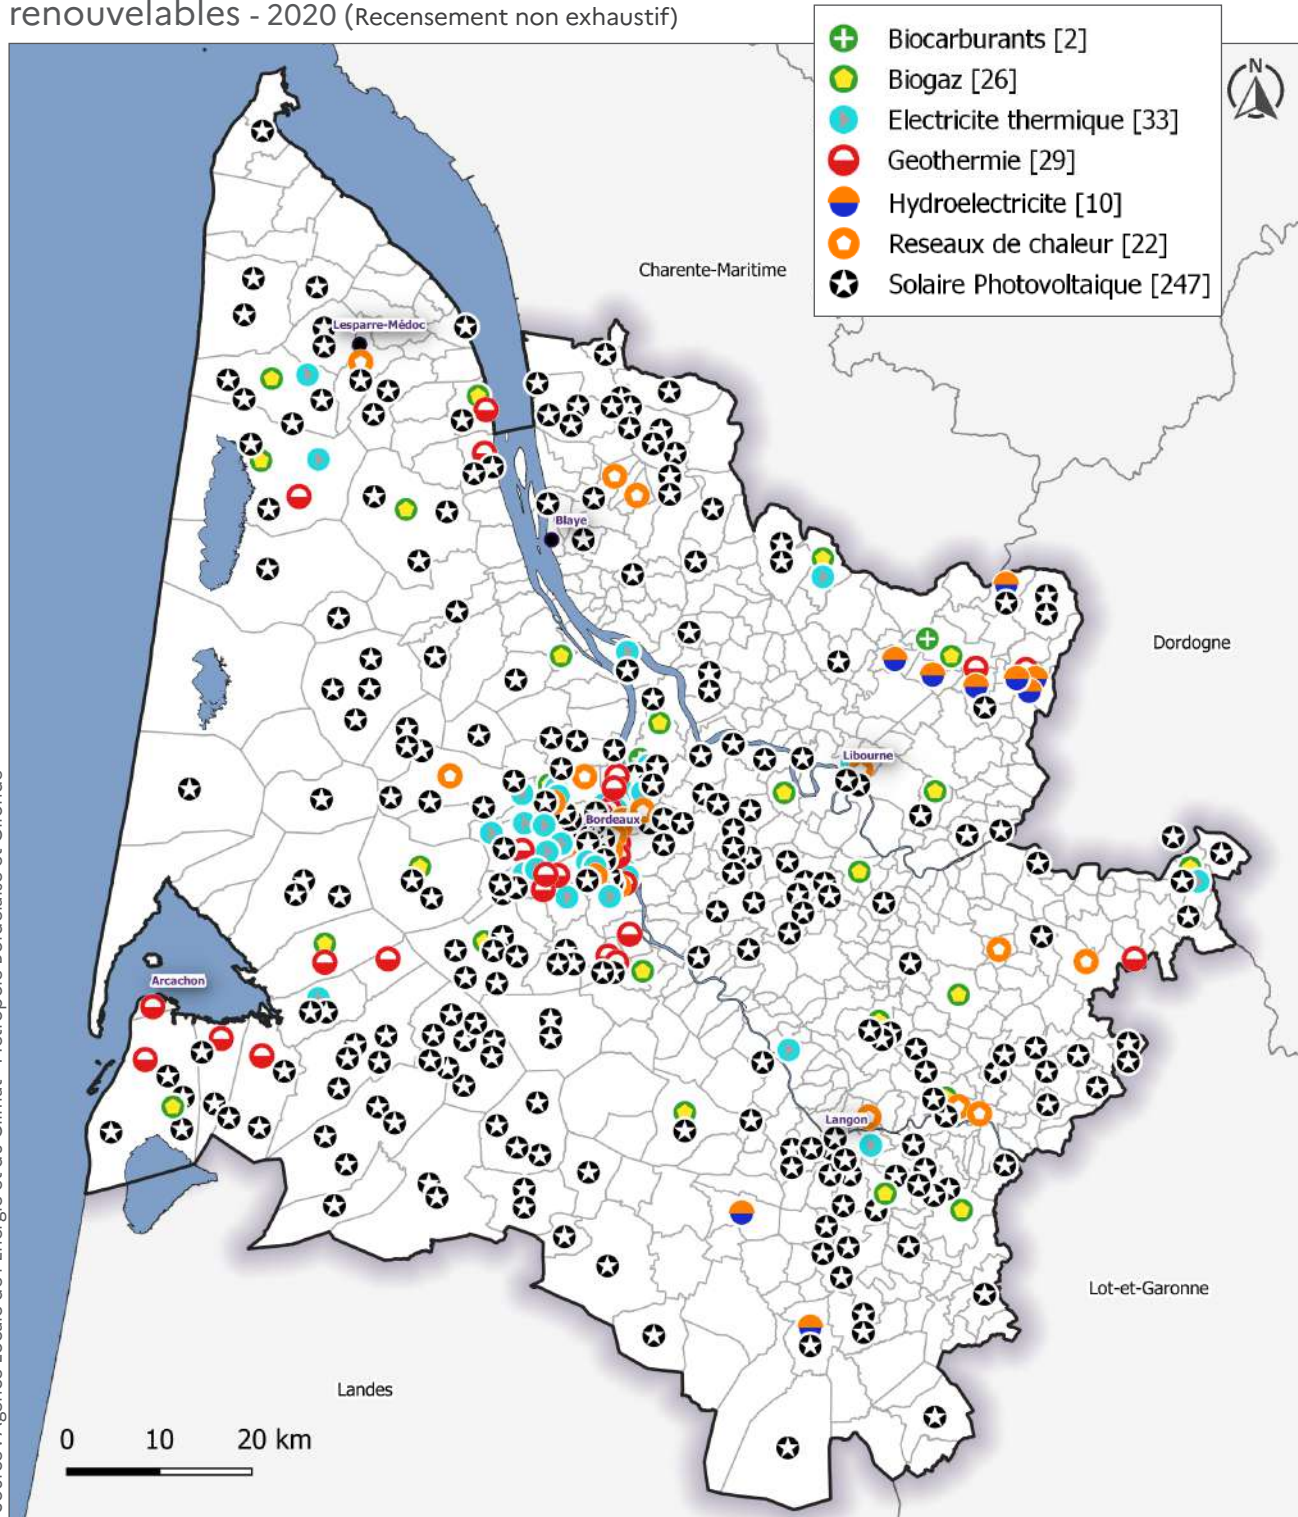 renouvelables - 2020 (Recensement non exhaustif)
Biocarburants [2]
Biogaz [26]
Electricite thermique [33]
Geothermie [29]
Hydroelectricite [10]
Reseaux de chaleur [22]
Solaire Photovoltaique [247]
N
Charente-Maritime
Lesparre-Médoc
Blaye
Dordogne
Libourne
Bordeaux
Arcachon
Langon
Lot-et-Garonne
Landes
0 10 20 km